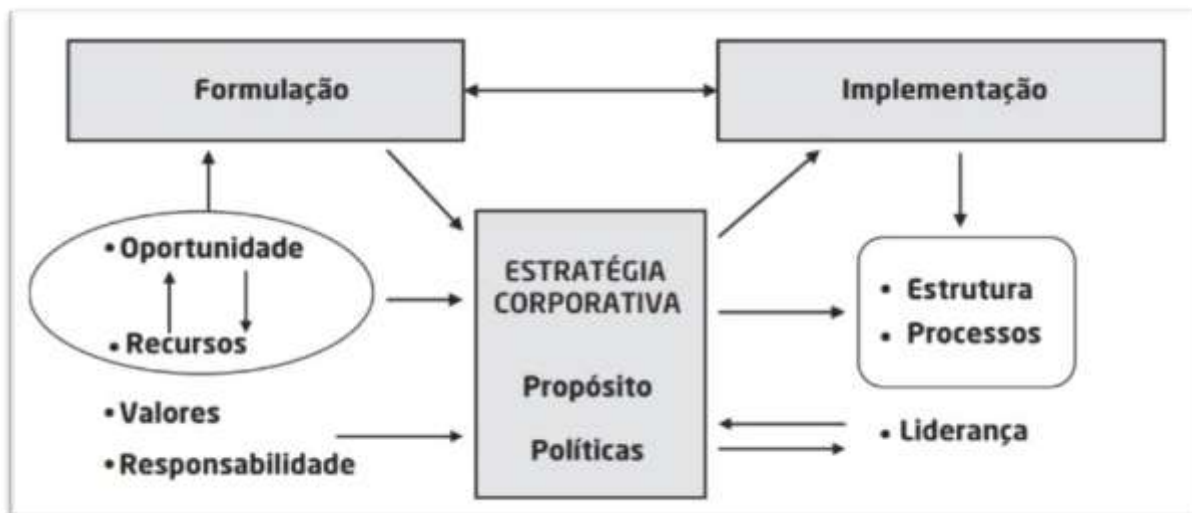 Formulação
Implementação
• Oportunidade
• Recursos
• Valores
• Responsabilidade
ESTRATÉGIA
CORPORATIVA
Propósito
Políticas
• Estrutura
• Processos
• Liderança